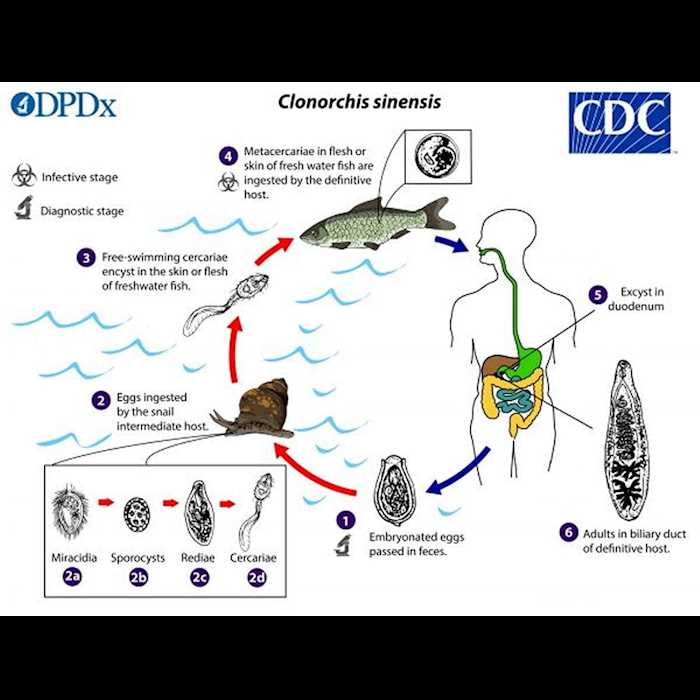 DPDx
Clonorchis sinensis
CDC
TM
Infective stage
Diagnostic stage
4
Metacercariae in flesh or
skin of fresh water fish are
ingested by the definitive
host.
3
Free-swimming cercariae
encyst in the skin or flesh
of freshwater fish.
5
Excyst in
duodenum
2
Eggs ingested
by the snail
intermediate host.
Miracidia
Sporocysts
Rediae
Cercariae
2a
2b
2c
2d
1
Embryonated eggs
passed in feces.
6
Adults in biliary duct
of definitive host.